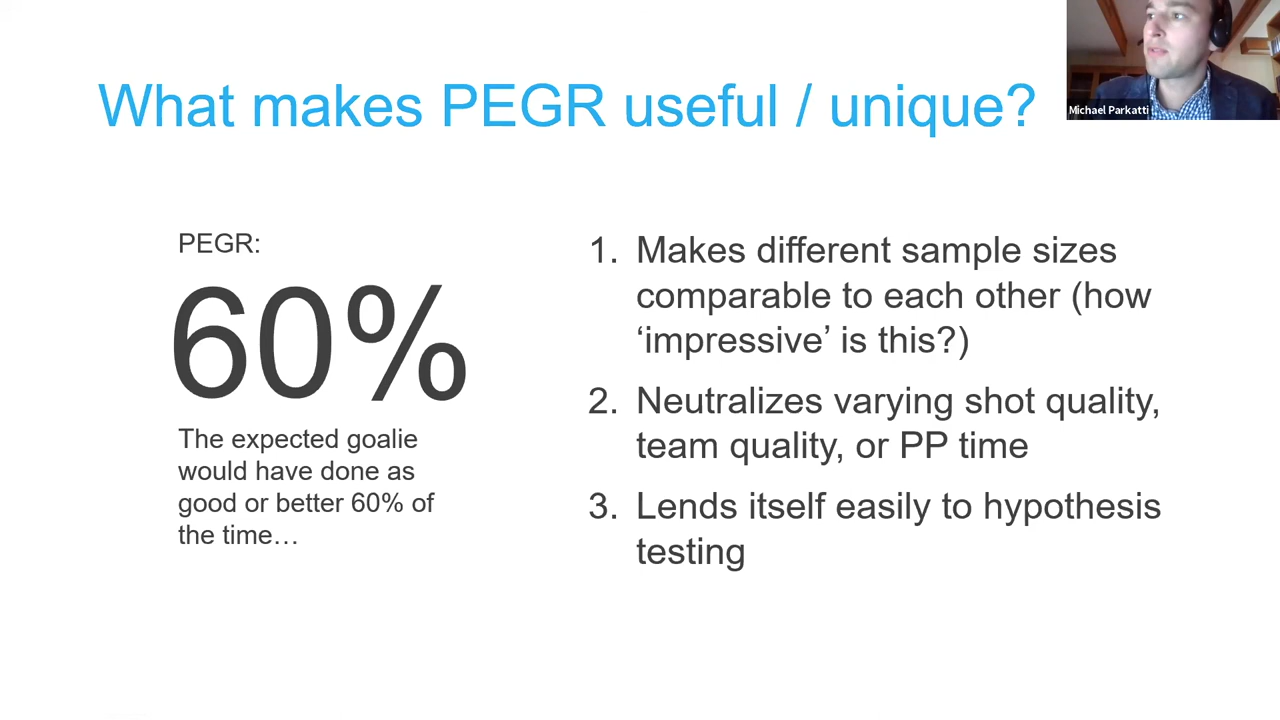 What makes PEGR useful / unique?
Michael Parkatti
PEGR:
60%
The expected goalie
would have done as
good or better 60% of
the time…
1. Makes different sample sizes
comparable to each other (how
‘impressive’ is this?)
2. Neutralizes varying shot quality,
team quality, or PP time
3. Lends itself easily to hypothesis
testing